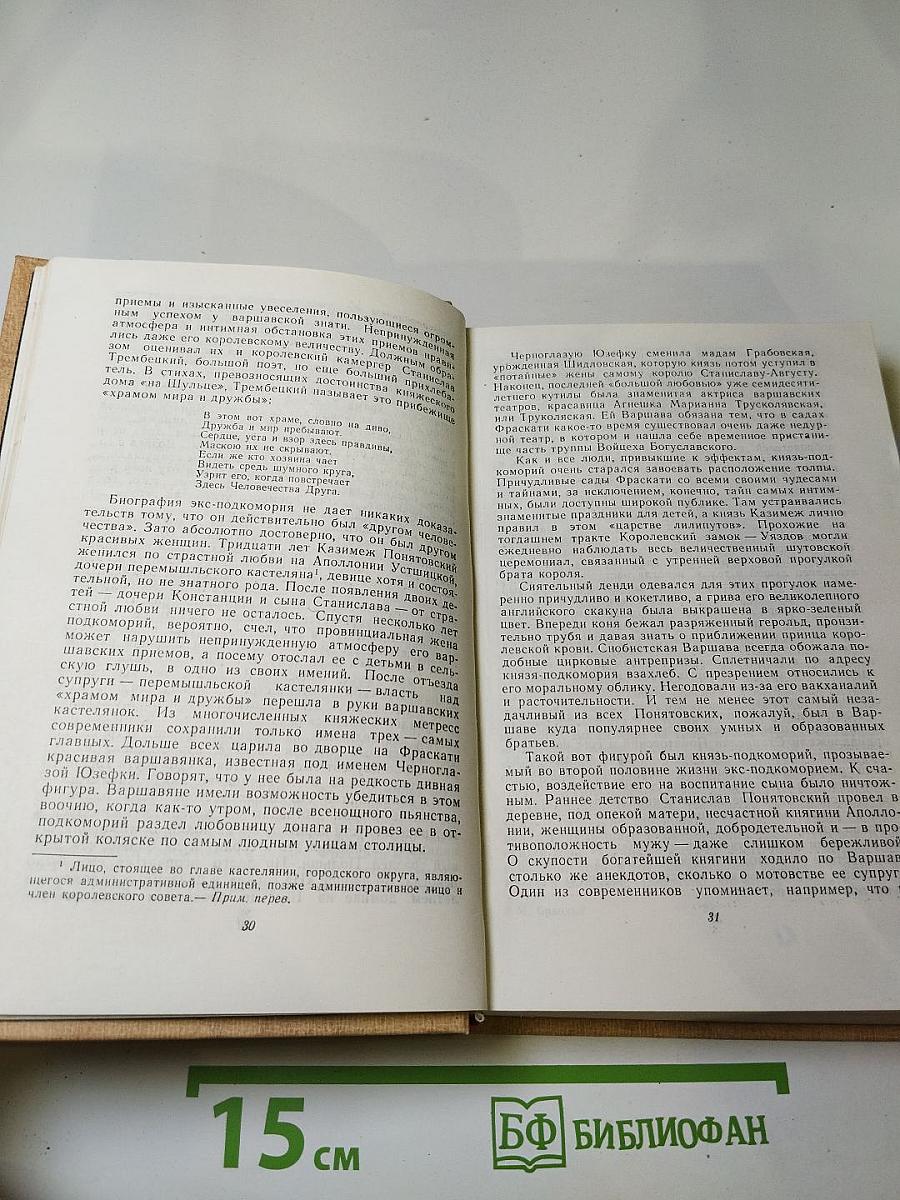 приемы и изысканные увеселения, пользующиеся огром-
ным успехом у варшавской знати. Непринужденная
атмосфера и интимная обстановка этих приемов нрави-
лись даже его королевскому величеству. Должным обра-
зом оценивал их и королевский камергер Станислав
Трембецкий, большой поэт, но еще больший прихлеба-
тель. В стихах, превозносящих достоинства княжеского
дома «на Шульце», Трембецкий называет это прибежище
«храмом мира и дружбы»:
В этом вот храме, словно на диво,
Дружба и мир пребывают.
Сердце, уста и взор здесь правдивы,
Маскою их не скрывают.
Если же кто хозяина чает
Видеть средь шумного круга,
Узрит его, когда повстречает
Здесь Человечества Друга.
Биография экс-подкомория не дает никаких доказа-
тельств тому, что он действительно был «другом челове-
чества». Зато абсолютно достоверно, что он был другом
красивых женщин. Тридцати лет Казимеж Понятовский
женился по страстной любви на Аполлонии Устшицкой,
дочери перемышльского кастеляна¹, девице хотя и состоя-
тельной, но не знатного рода. После появления двоих де-
тей — дочери Констанции и сына Станислава — от стра-
стной любви ничего не осталось. Спустя несколько лет
подкоморий, вероятно, счел, что провинциальная жена
может нарушить непринужденную атмосферу его вар-
шавских приемов, а посему отослал ее с детьми в сель-
скую глушь, в одно из своих имений. После отъезда
супруги — перемышльской кастелянки — власть над
«храмом мира и дружбы» перешла в руки варшавских
кастелянок. Из многочисленных княжеских метресс
современники сохранили только имена трех — самых
главных. Дольше всех царила во дворце на Фраскати
красивая варшавянка, известная под именем Черногла-
зой Юзефки. Говорят, что у нее была на редкость дивная
фигура. Варшавяне имели возможность убедиться в этом
воочию, когда как-то утром, после всенощного пьянства,
подкоморий раздел любовницу донага и провез ее в от-
крытой коляске по самым людным улицам столицы.
¹ Лицо, стоящее во главе кастелянии, городского округа, являю-
щегося административной единицей, позже административное лицо и
член королевского совета.— Прим. перев.
30
Черноглазую Юзефку сменила мадам Грабовская,
урожденная Шидловская, которую князь потом уступил в
«потайные» жены самому королю Станиславу-Августу.
Наконец, последней «большой любовью» уже семидеся-
тилетнего кутилы была знаменитая актриса варшавских
театров, красавица Агнешка Марианна Трусколявская,
или Труколяская. Ей Варшава обязана тем, что в садах
Фраскати какое-то время существовал очень даже недур-
ной театр, в котором и нашла себе временное пристани-
ще часть труппы Войцеха Богуславского.
Как и все люди, привыкшие к эффектам, князь-под-
коморий очень старался завоевать расположение толпы.
Причудливые сады Фраскати со всеми своими чудесами
и тайнами, за исключением, конечно, тайн самых интим-
ных, были доступны широкой публике. Там устраивались
знаменитые праздники для детей, а князь Казимеж лично
правил в этом «царстве лилипутов». Прохожие на
тогдашнем тракте Королевский замок — Уяздов могли
ежедневно наблюдать весь величественный шутовской
церемониал, связанный с утренней верховой прогулкой
брата короля.
Сиятельный денди одевался для этих прогулок наме-
ренно причудливо и кокетливо, а грива его великолепного
английского скакуна была выкрашена в ярко-зеленый
цвет. Впереди коня бежал разряженный герольд, пронзи-
тельно трубя и давая знать о приближении принца коро-
левской крови. Снобистская Варшава всегда обожала по-
добные цирковые антрепризы. Сплетничали по адресу
князя-подкомория взахлеб. С презрением относились к
его моральному облику. Негодовали из-за его вакханалий
и расточительности. И тем не менее этот самый неза-
дачливый из всех Понятовских, пожалуй, был в Вар-
шаве куда популярнее своих умных и образованных
братьев.
Такой вот фигурой был князь-подкоморий, прозывае-
мый во второй половине жизни экс-подкоморием. К сча-
стью, воздействие его на воспитание сына было ничтож-
ным. Раннее детство Станислав Понятовский провел в
деревне, под опекой матери, несчастной княгини Аполло-
нии, женщины образованной, добродетельной и — в про-
тивоположность мужу — даже слишком бережливой
О скупости богатейшей княгини ходило по Варшав
столько же анекдотов, сколько о мотовстве ее супруг
Один из современников упоминает, например, что
31
15 см
БФ БИБЛИОФАН